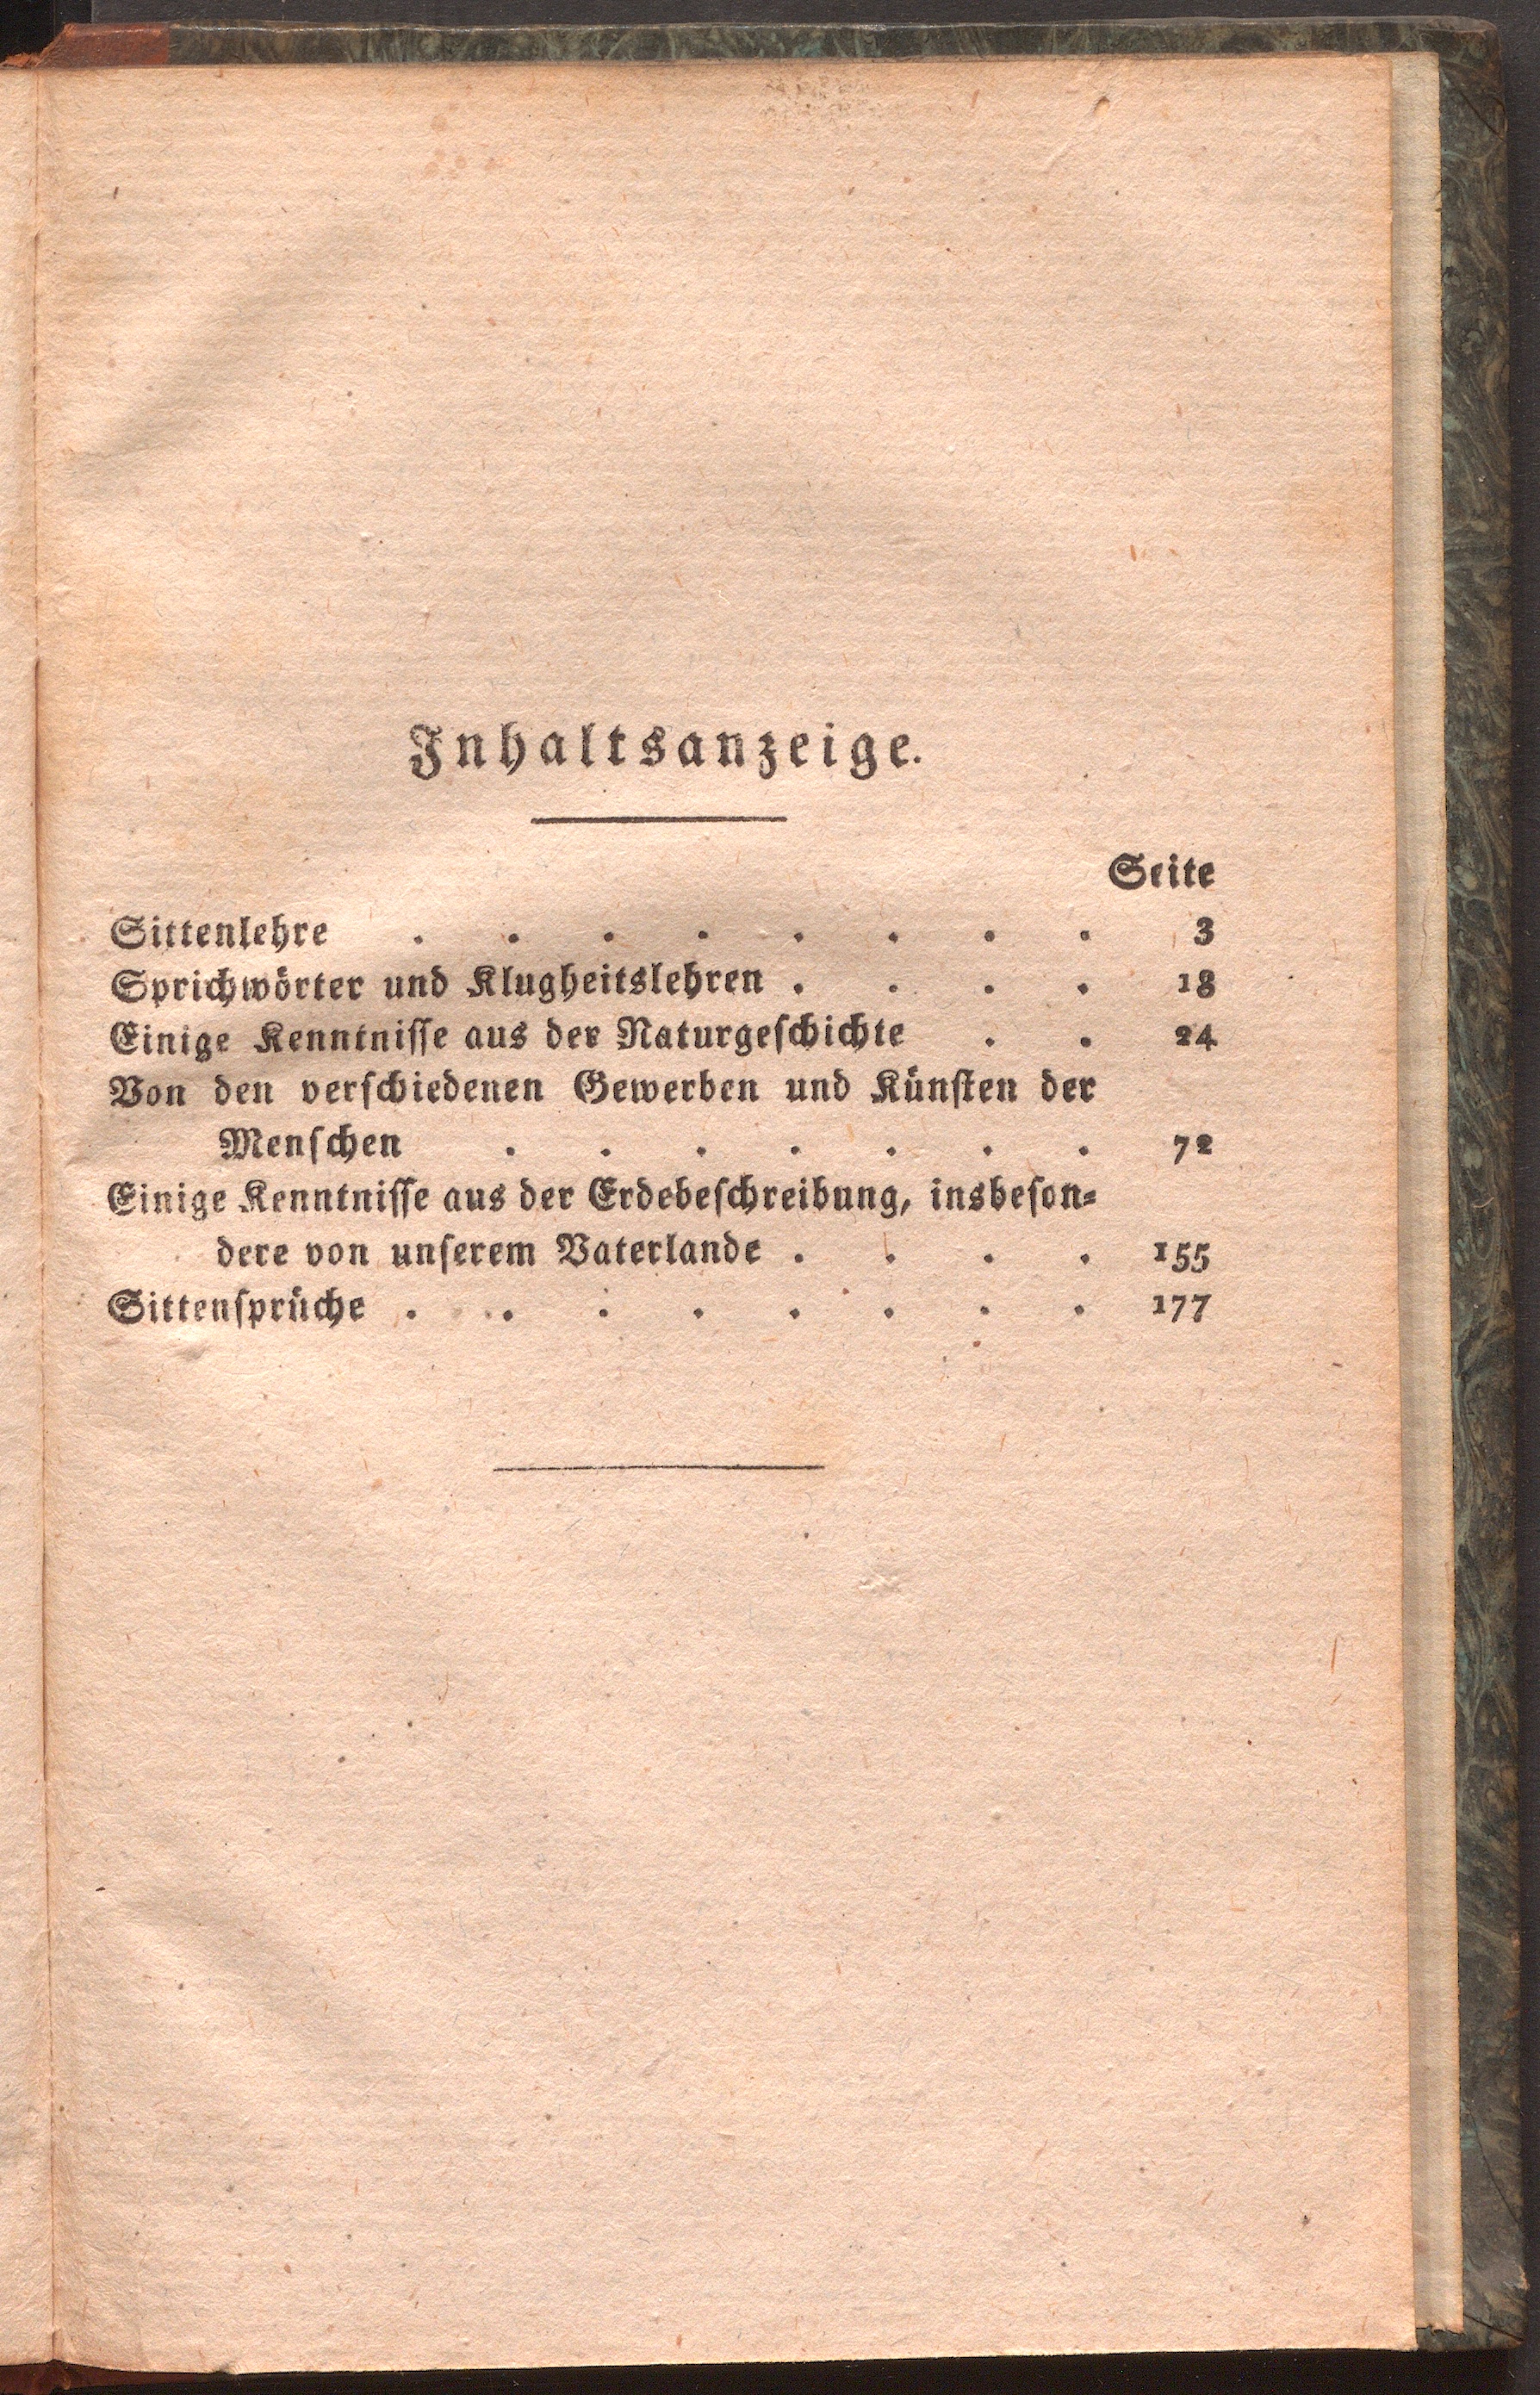 Inhaltsanzeige.
Seite
Sittenlehre . . . . . . . . 3
Sprichwörter und Klugheitslehren . . . . 18
Einige Kenntniſſe aus der Naturgeſchichte . . 24
Von den verſchiedenen Gewerben und Künſten der
Menſchen . . . . . . . 72
Einige Kenntniſſe aus der Erdebeſchreibung, insbeſon⸗
dere von unſerem Vaterlande . . . . 155
Sittenſprüche . . . . . . . . 177